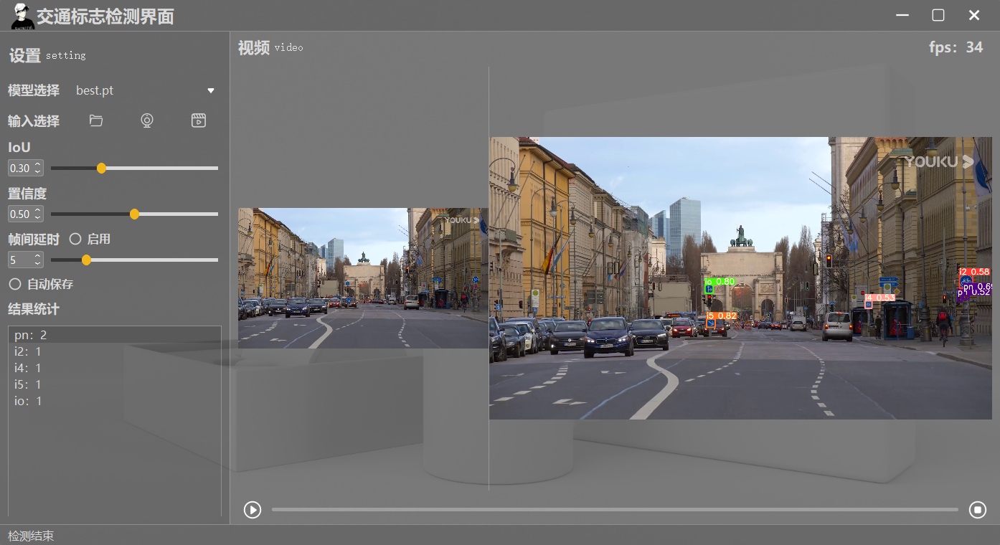 交通标志检测界面
设置 setting
模型选择 best.pt
输入选择
IoU
0.30
置信度
0.50
帧间延时 启用
5
自动保存
结果统计
pn: 2
i2: 1
i4: 1
i5: 1
io: 1
视频 video
fps: 34
YOUKU
YOUKU
i2 0.58
io 0.80
pn 0.6
pn 0.52
i4 0.53
i5 0.82
检测结束